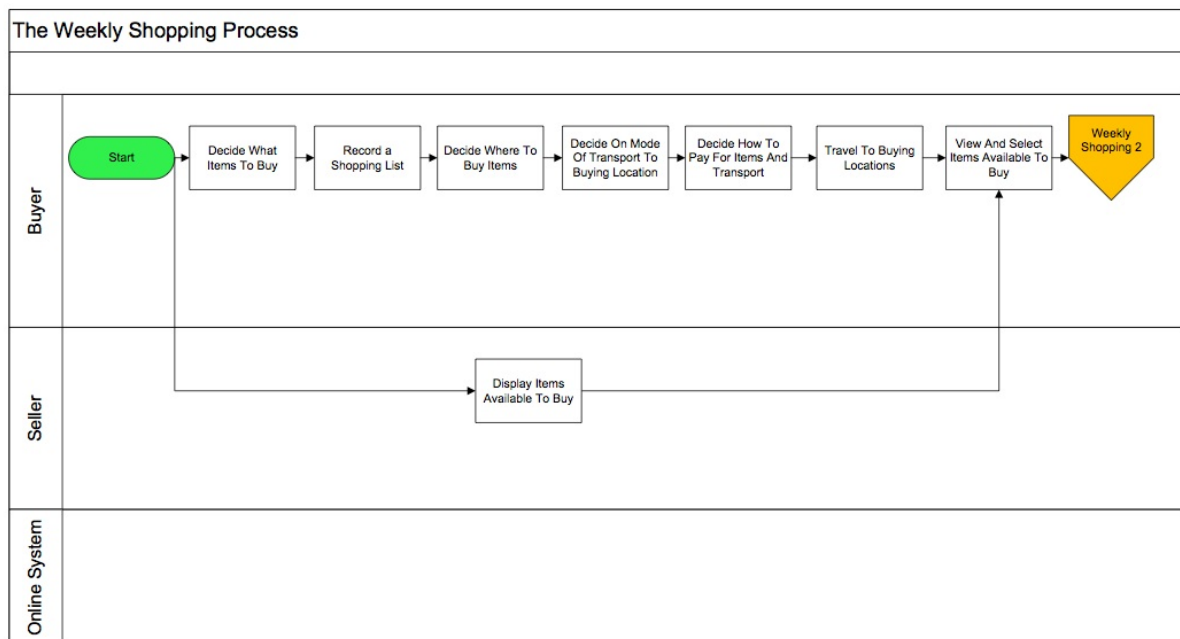 The Weekly Shopping Process
Buyer
Start
Decide What
Items To Buy
Record a
Shopping List
Decide Where To
Buy Items
Decide On Mode
Of Transport To
Buying Location
Decide How To
Pay For Items And
Transport
Travel To Buying
Locations
View And Select
Items Available To
Buy
Weekly
Shopping 2
Seller
Display Items
Available To Buy
Online System